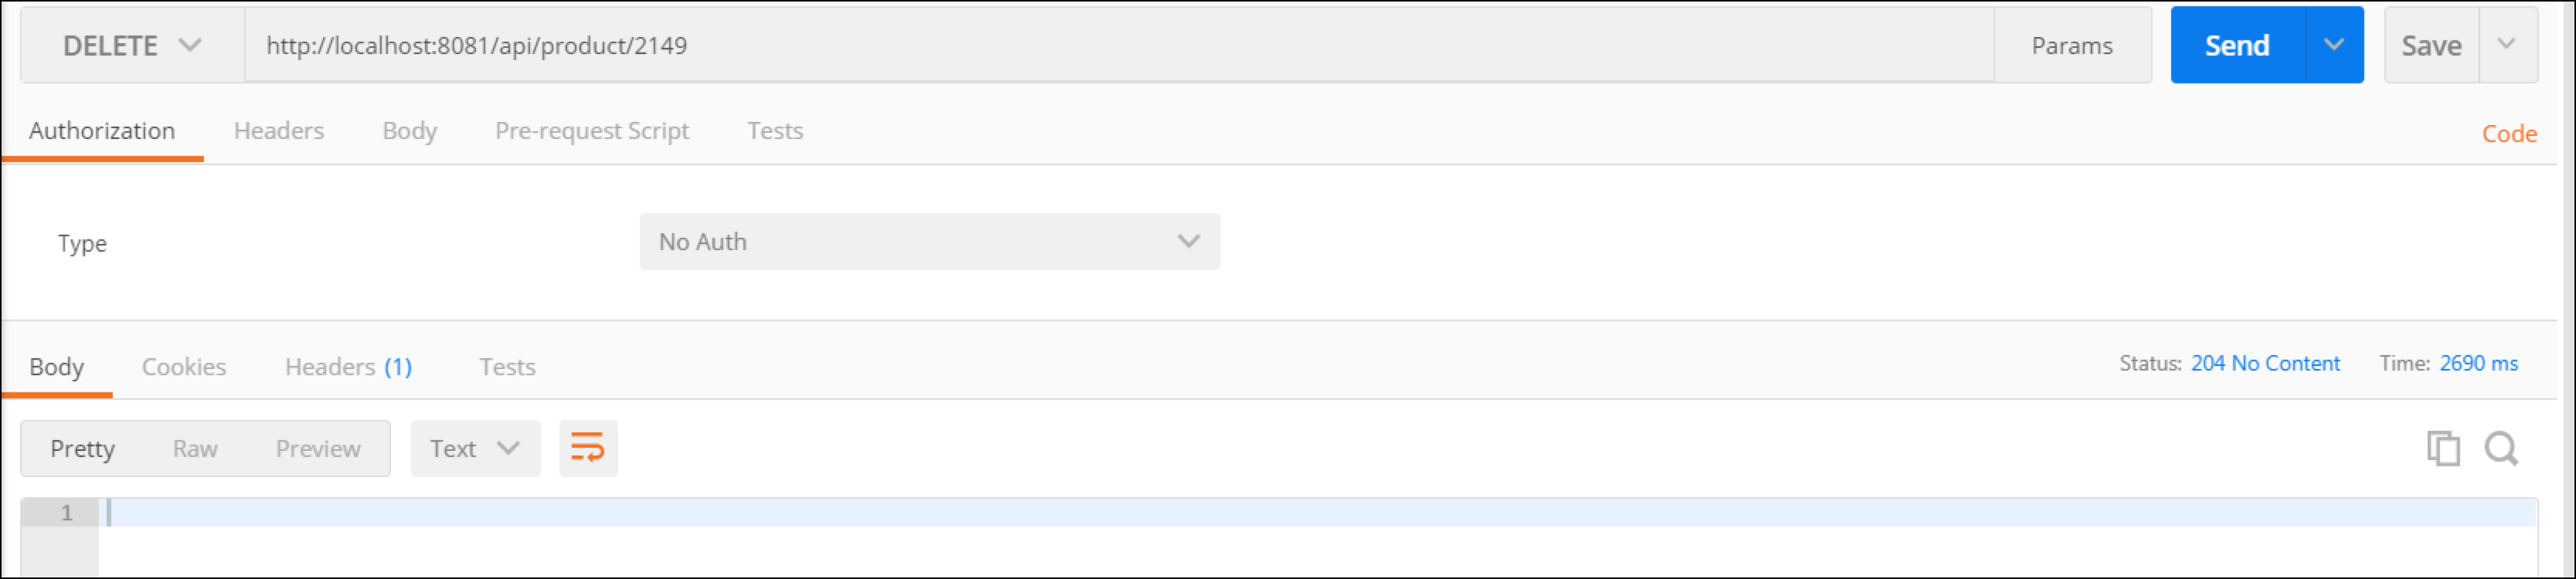 DELETE http://localhost:8081/api/product/2149 Params Send Save
Authorization Headers Body Pre-request Script Tests Code
Type No Auth
Body Cookies Headers (1) Tests Status: 204 No Content Time: 2690 ms
Pretty Raw Preview Text
1